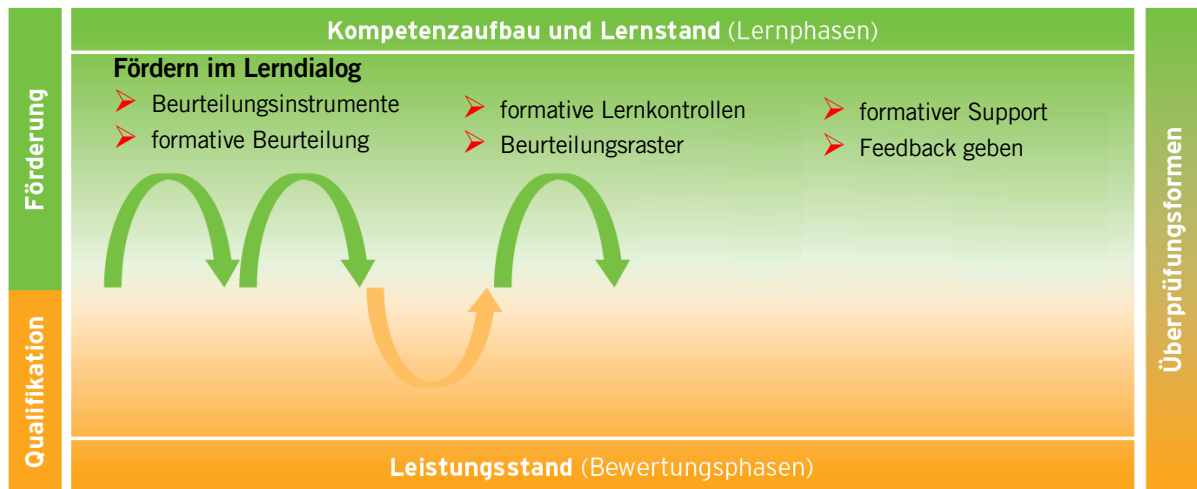 Kompetenzaufbau und Lernstand (Lernphasen)
Förderung
Fördern im Lerndialog
Beurteilungsinstrumente
formative Beurteilung
formative Lernkontrollen
Beurteilungsraster
formativer Support
Feedback geben
Qualifikation
Leistungsstand (Bewertungsphasen)
Überprüfungsformen